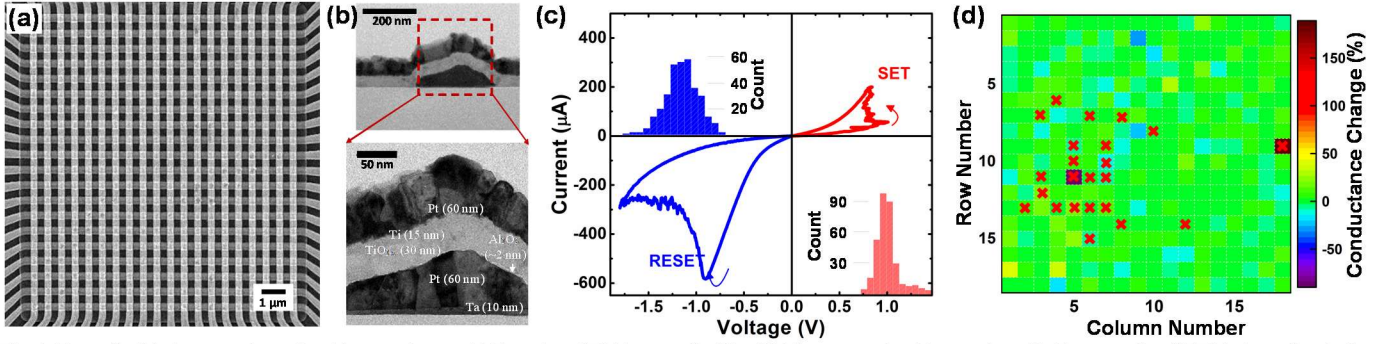 (a)
1 µm
(b)
200 nm
50 nm
Pt (60 nm)
Ti (15 nm)
Al₂O
TiO (30 nm)
(~2 nm)
Pt (60 nm)
Ta (10 nm)
(c)
400
200
0
-200
-400
-600
Current (µA)
60
40
20
Count
SET
RESET
90
60
30
Count
-1.5
-1.0
-0.5
0.0
0.5
1.0
Voltage (V)
(d)
5
10
15
Row Number
5
10
15
Column Number
150
100
50
0
-50
Conductance Change (%)